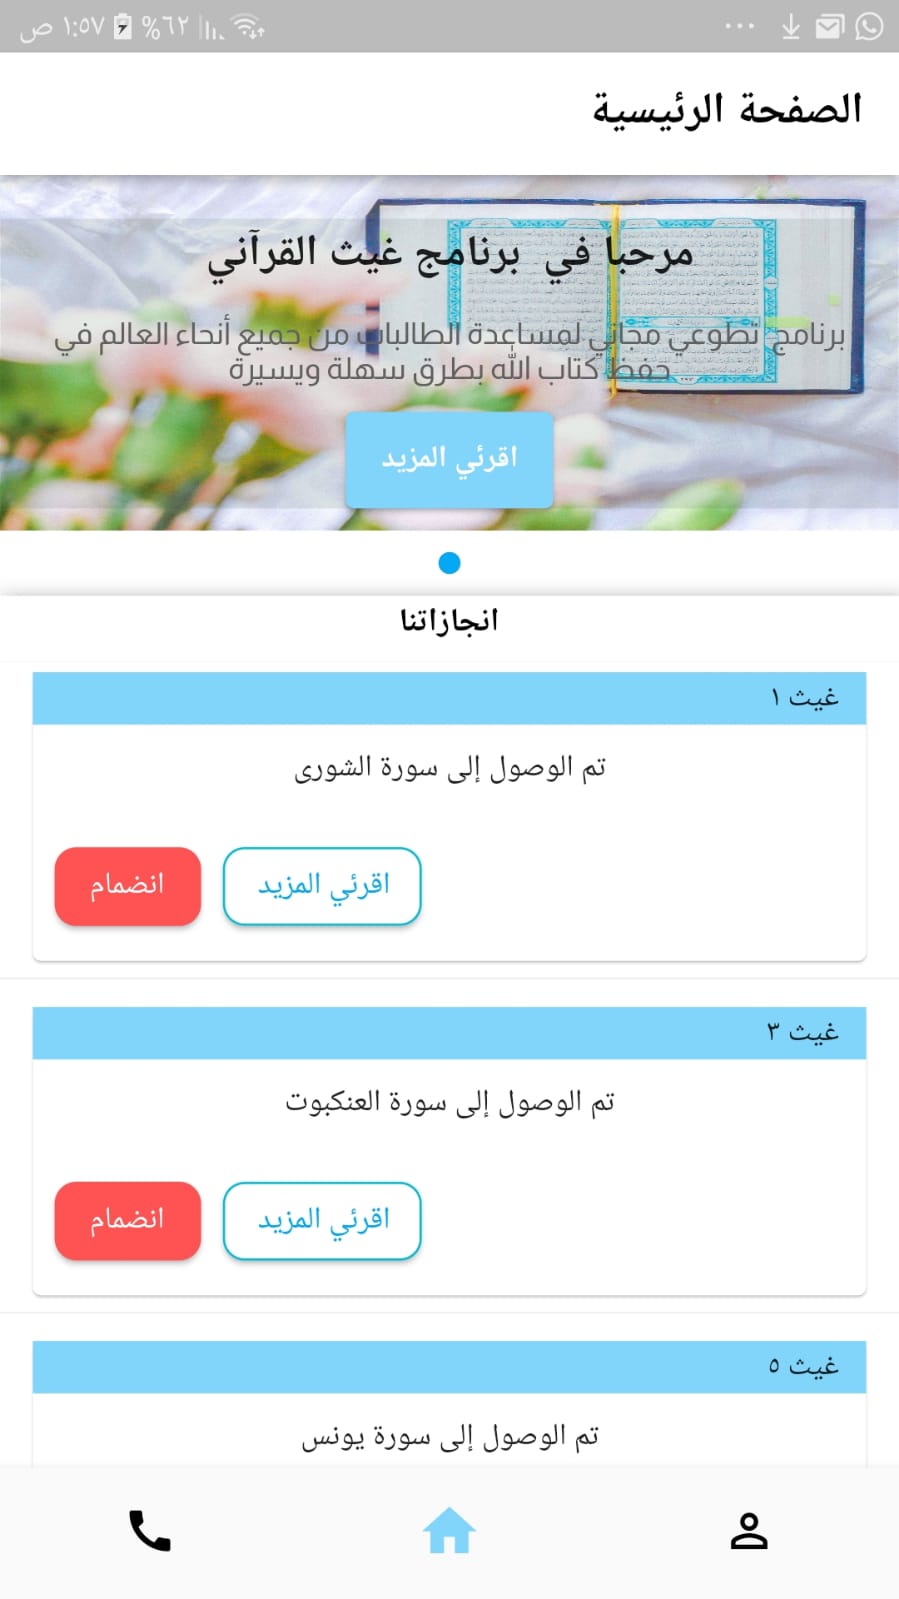 ١:٥٧ ص
%٦٢
الصفحة الرئيسية
مرحبا في برنامج غيث القرآني
برنامج تطوعي مجاني لمساعدة الطالبات من جميع أنحاء العالم في
حفظ كتاب الله بطرق سهلة ويسيرة
اقرئي المزيد
انجازاتنا
غيث ١
تم الوصول إلى سورة الشورى
اقرئي المزيد
انضمام
غيث ٣
تم الوصول إلى سورة العنكبوت
اقرئي المزيد
انضمام
غيث ٥
تم الوصول إلى سورة يونس